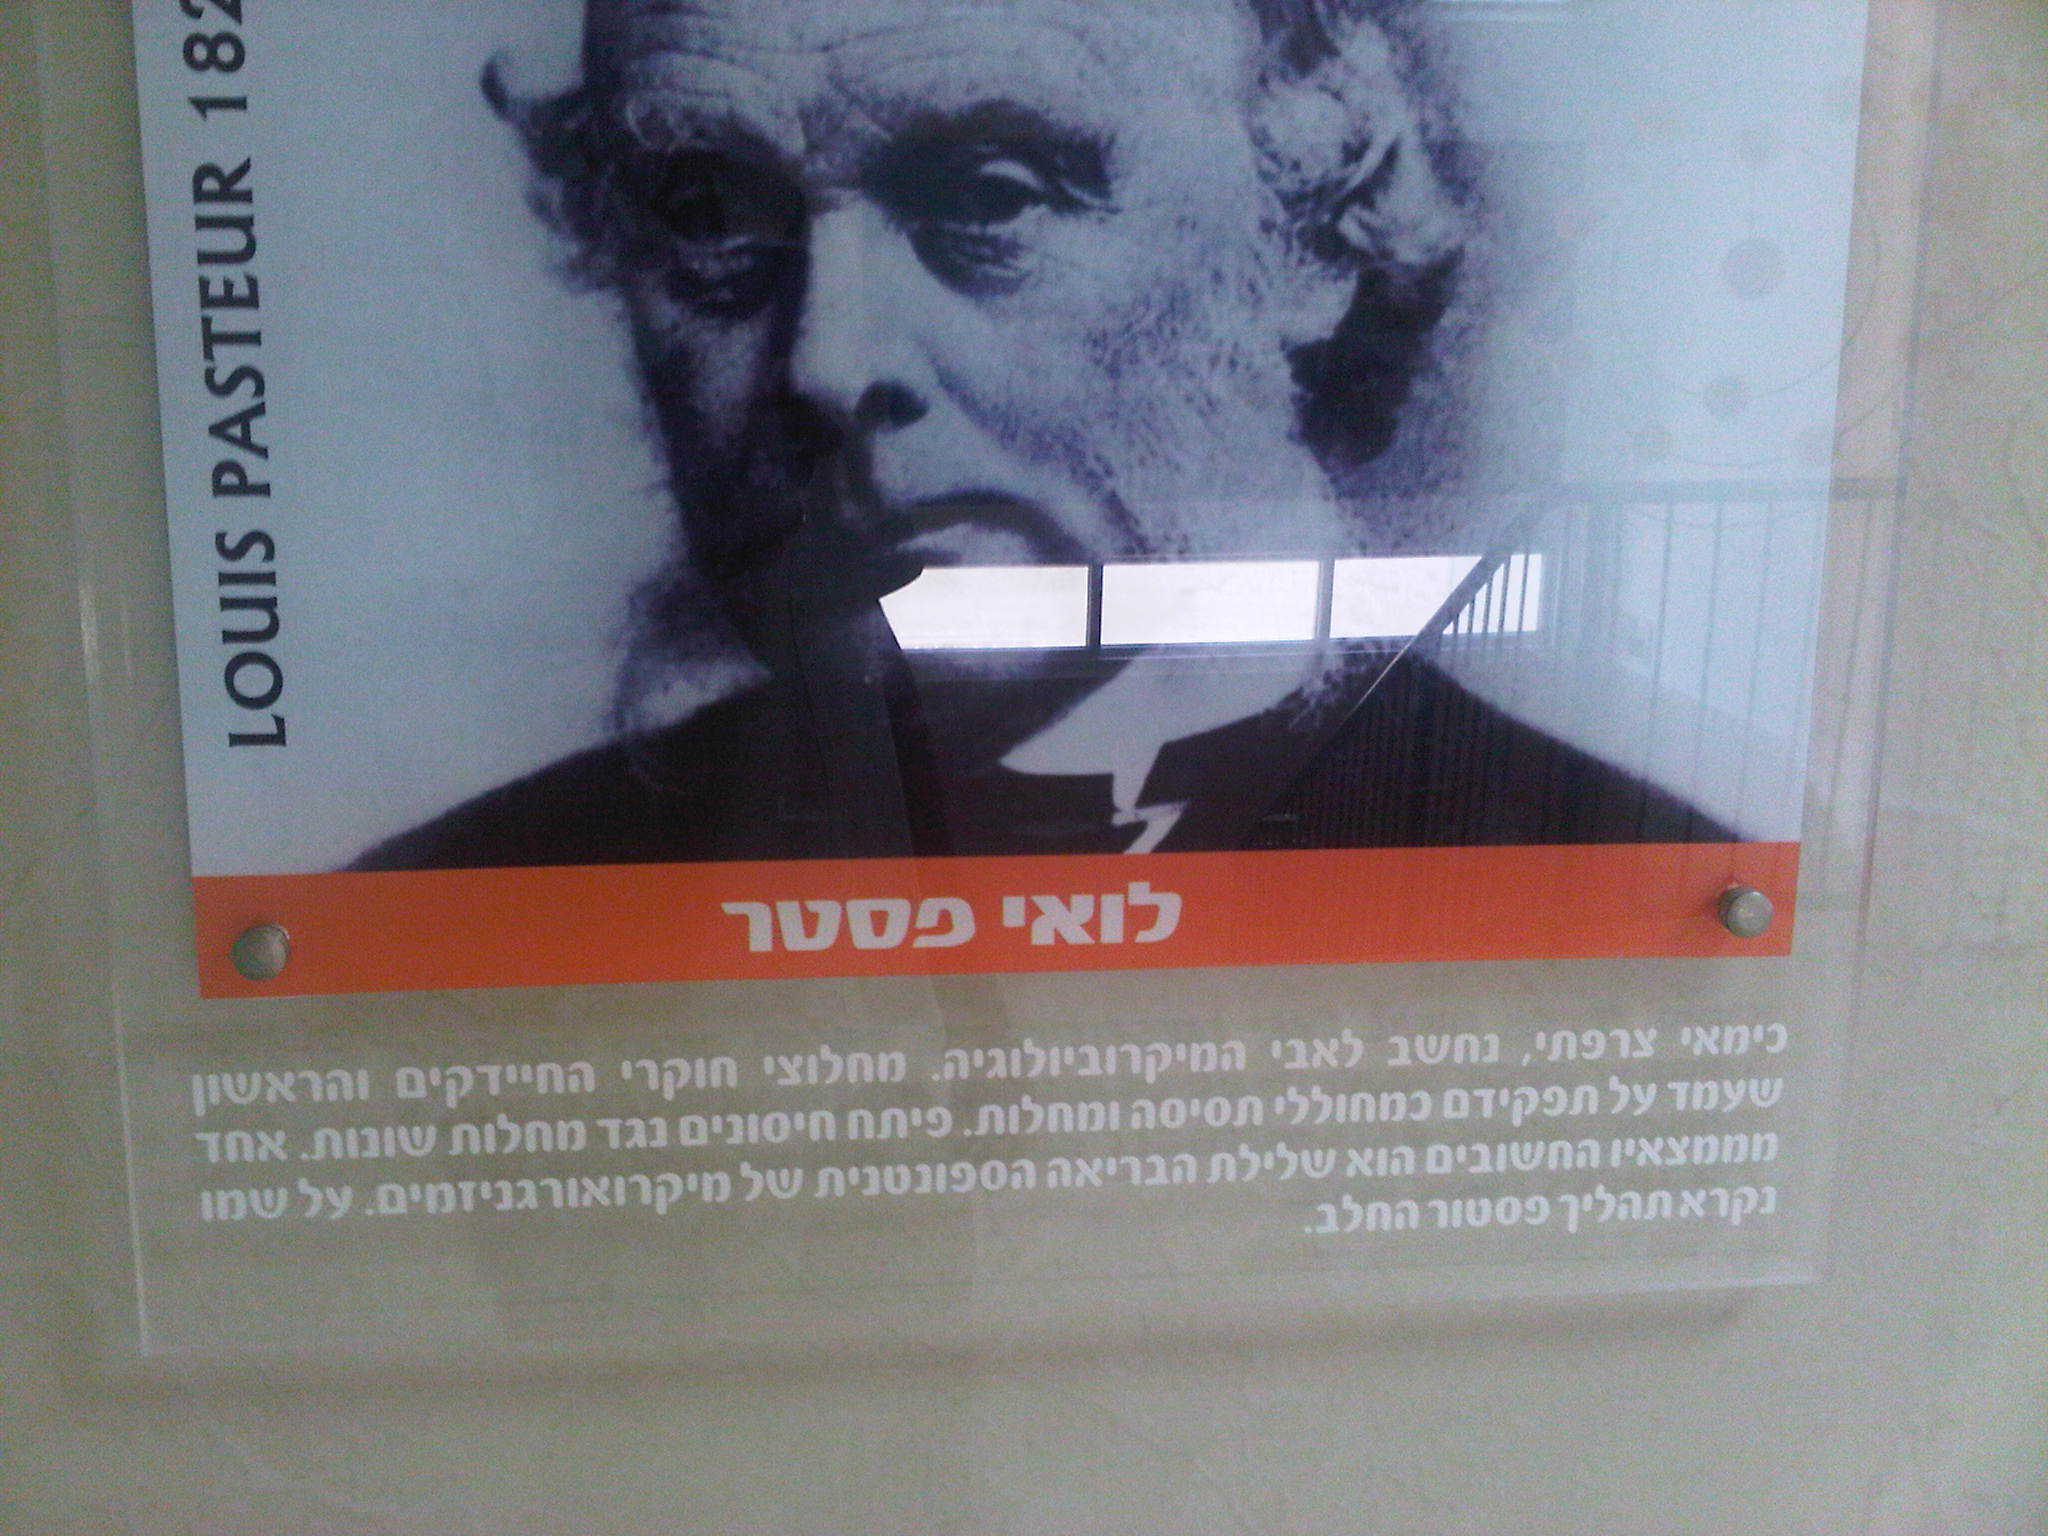 LOUIS PASTEUR 182
לואי פסטר
כימאי צרפתי, נחשב לאבי המיקרוביולוגיה. מחלוצי חוקרי החיידקים והראשון
שעמד על תפקידם כמחוללי תסיסה ומחלות. פיתח חיסונים נגד מחלות שונות. אחד
מממצאיו החשובים הוא שלילת הבריאה הספונטנית של מיקרואורגניזמים. על שמו
נקרא תהליך פסטור החלב.